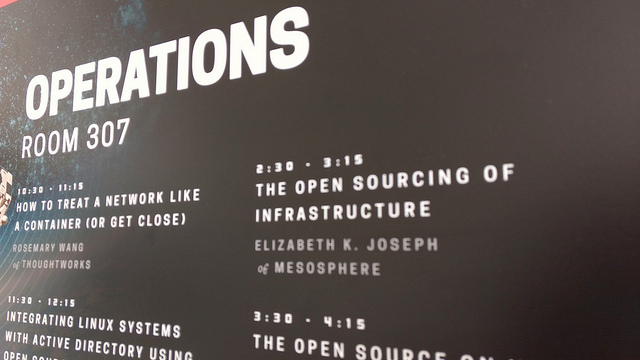 OPERATIONS
ROOM 307
10:30 - 11:15
HOW TO TREAT A NETWORK LIKE
A CONTAINER (OR GET CLOSE)
ROSEMARY WANG
of THOUGHTWORKS
11:30 - 12:15
INTEGRATING LINUX SYSTEMS
WITH ACTIVE DIRECTORY USING
OPEN
2:30 - 3:15
THE OPEN SOURCING OF
INFRASTRUCTURE
ELIZABETH K. JOSEPH
of MESOSPHERE
3:30 - 4:15
THE OPEN SOURCE ON